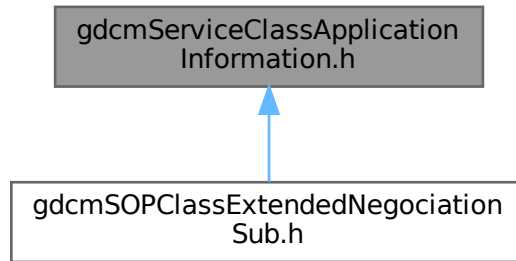 gdcmServiceClassApplication
Information.h
gdcmSOPClassExtendedNegociation
Sub.h